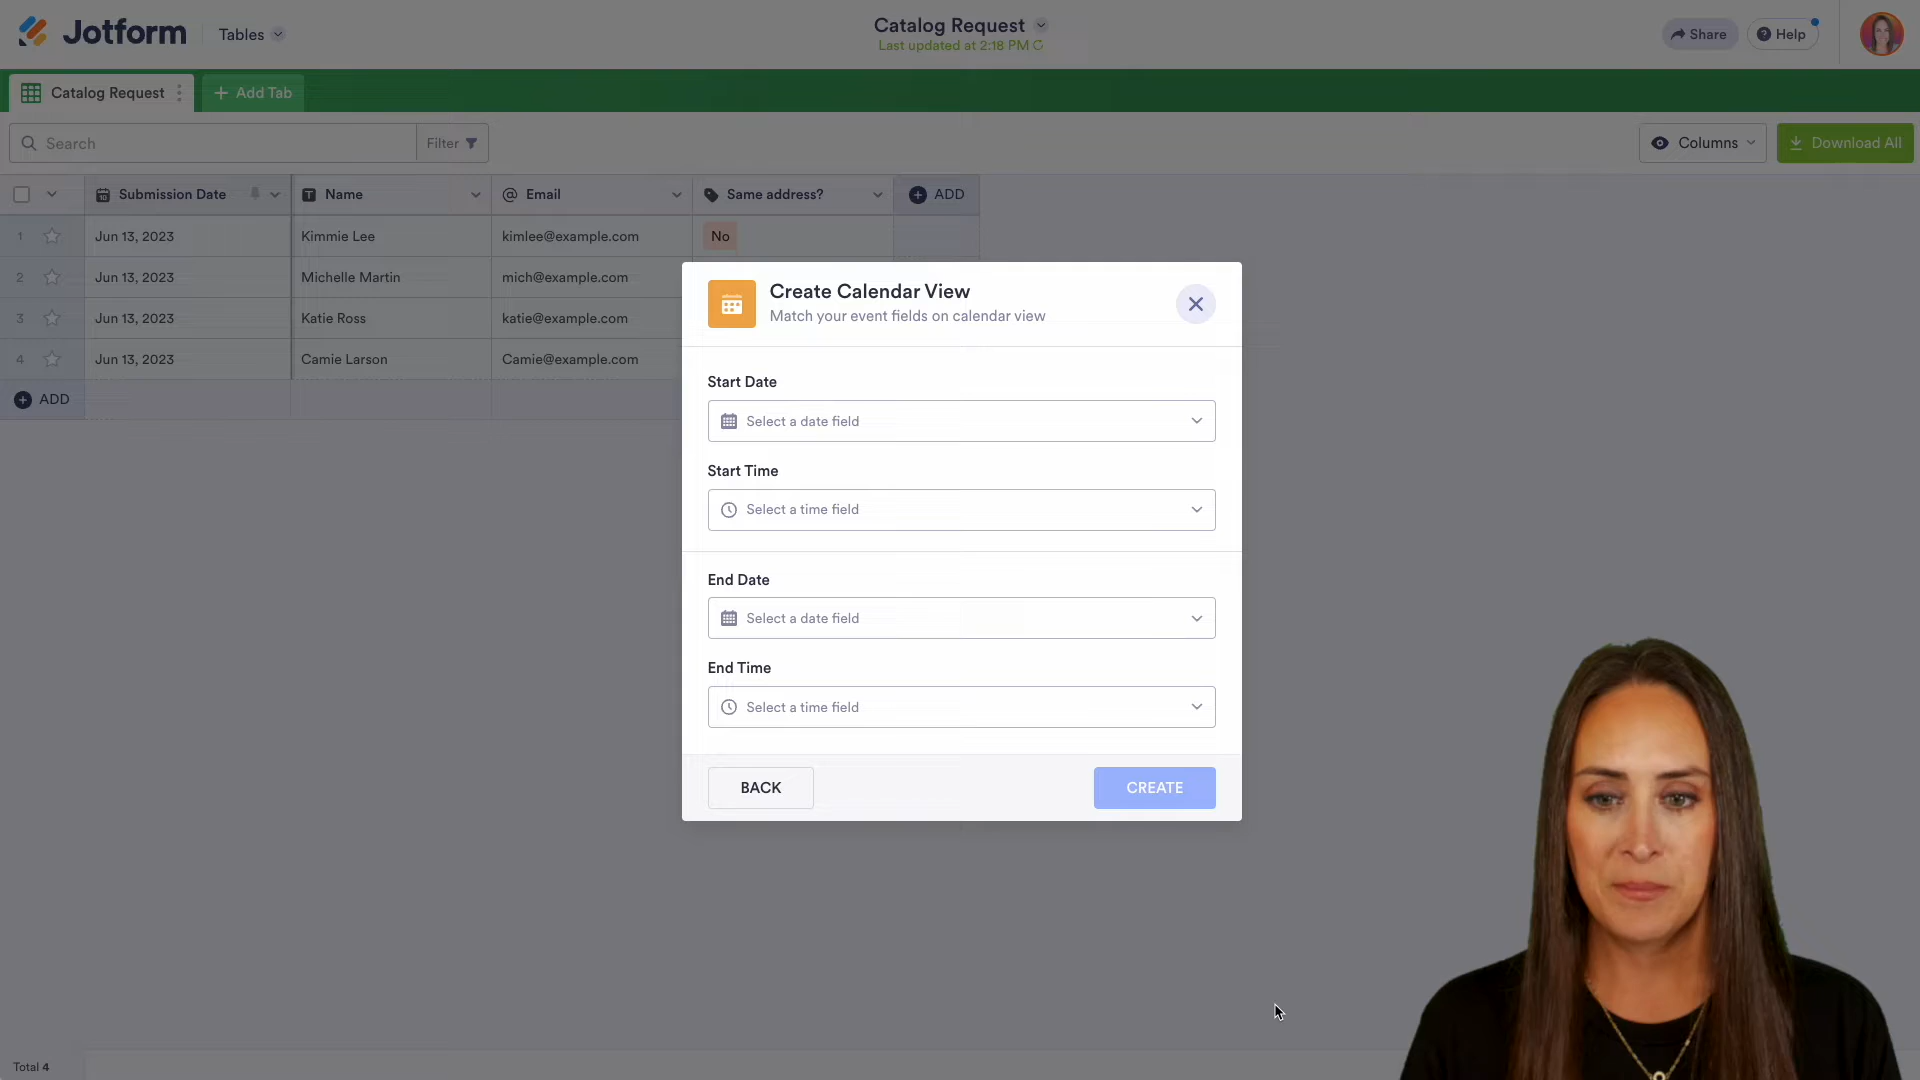 Jotform
Tables
Catalog Request
Last updated at 2:18 PM
Share
Help
Catalog Request
Add Tab
Search
Filter
Columns
Download All
Submission Date
Name
Email
Same address?
ADD
1 Jun 13, 2023 Kimmie Lee kimlee@example.com No
2 Jun 13, 2023 Michelle Martin mich@example.com
3 Jun 13, 2023 Katie Ross katie@example.com
4 Jun 13, 2023 Camie Larson Camie@example.com
ADD
Create Calendar View
Match your event fields on calendar view
Start Date
Select a date field
Start Time
Select a time field
End Date
Select a date field
End Time
Select a time field
BACK
CREATE
Total 4